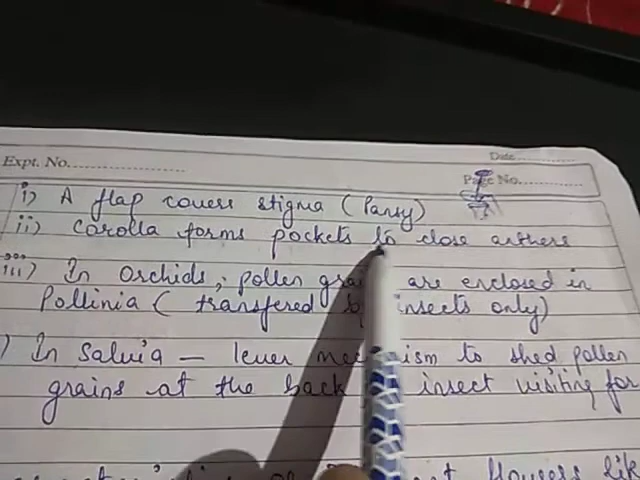 Date..........
Expt. No.......................
Page No...............
i) A flap covers stigma (Pansy)
ii) Corolla forms pockets to close anthers
iii) In Orchids, pollen are enclosed in
Pollinia ( transfered insects only)
) In Salvia – lever to shed pollen
grains at the back insect visiting for
flowers like